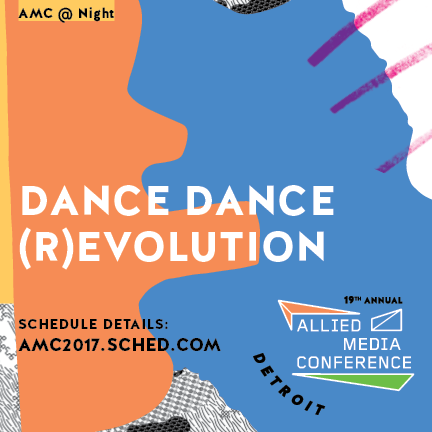 AMC @ Night
DANCE DANCE
(R)EVOLUTION
SCHEDULE DETAILS:
AMC2017.SCHED.COM
19TH ANNUAL
ALLIED
MEDIA
CONFERENCE
DETROIT